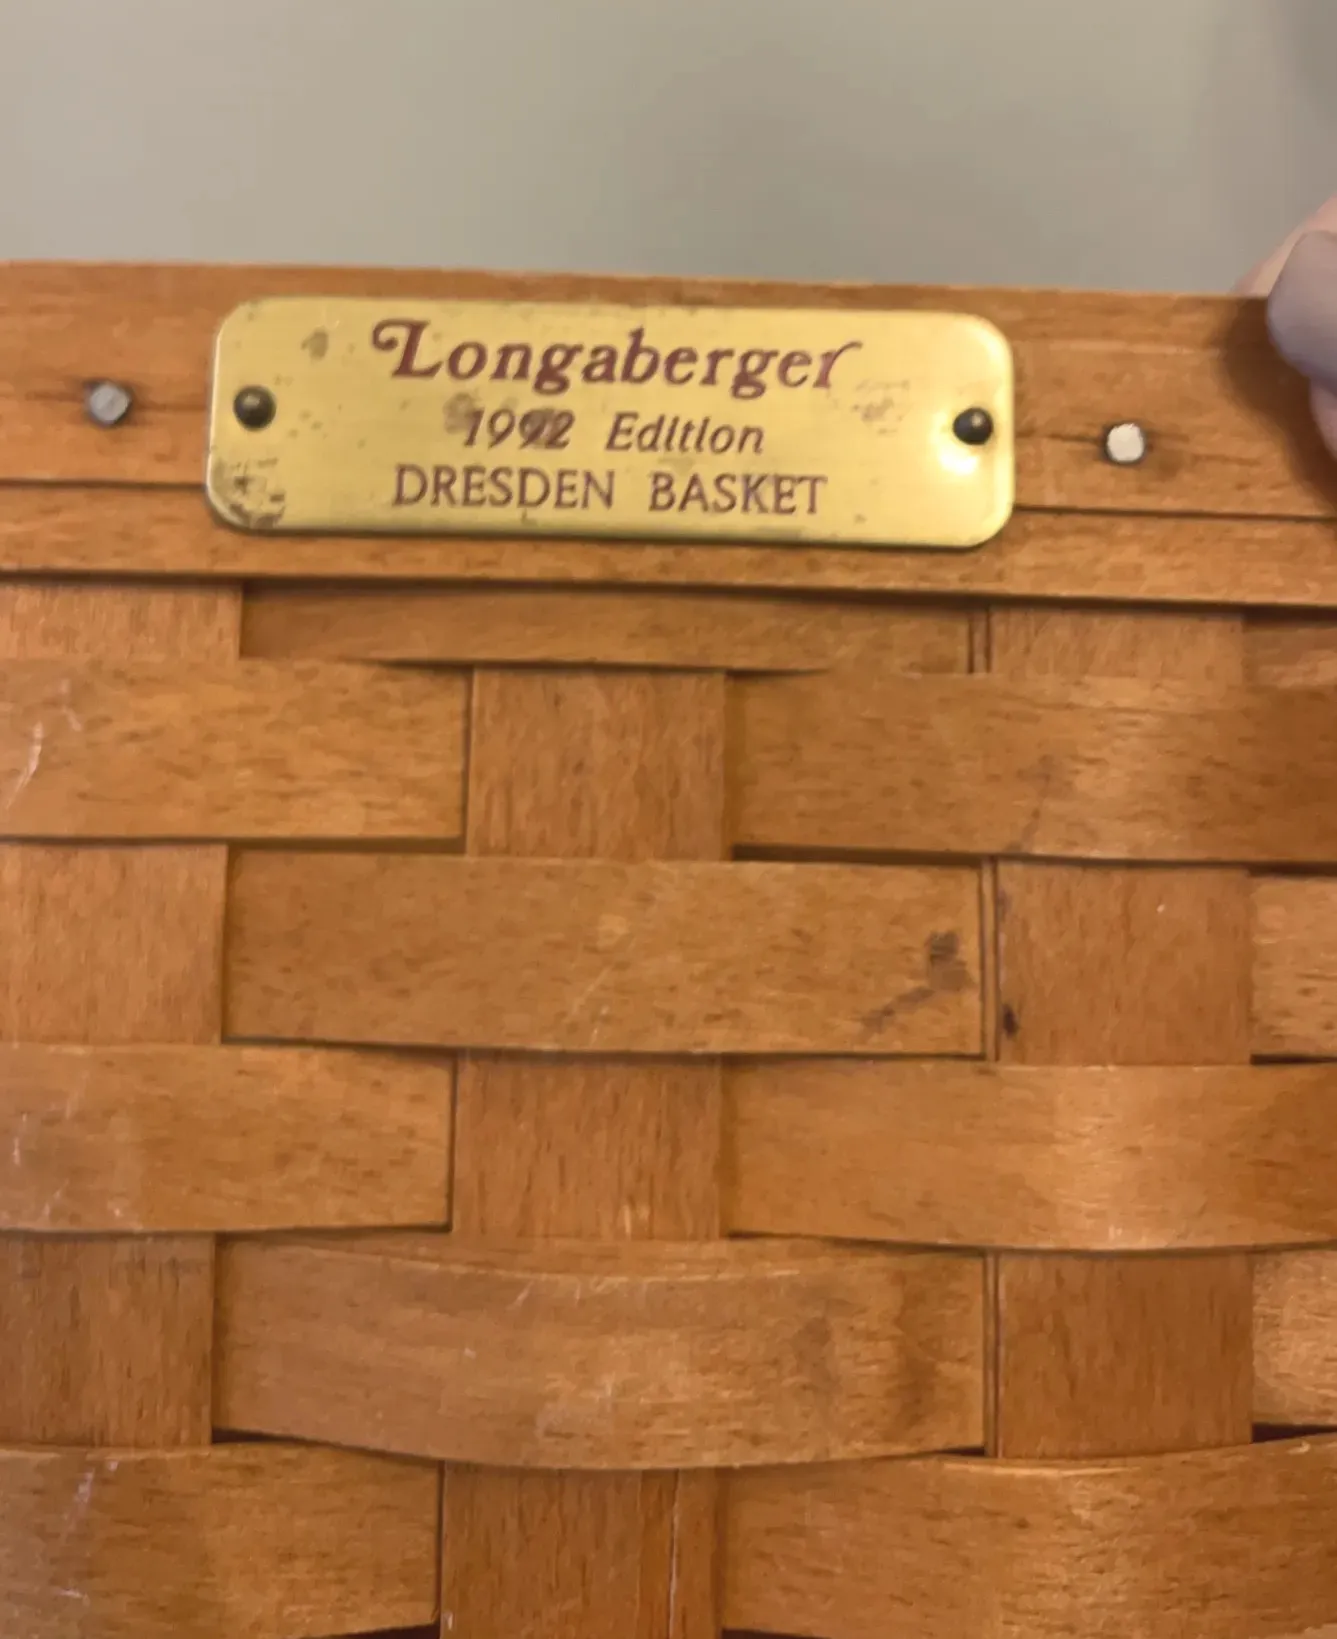 Longaberger
1992 Edition
DRESDEN BASKET